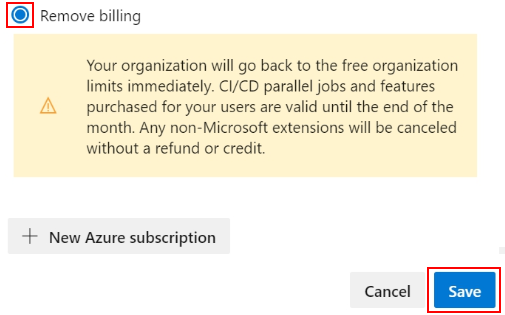 Remove billing
Your organization will go back to the free organization
limits immediately. CI/CD parallel jobs and features
purchased for your users are valid until the end of the
month. Any non-Microsoft extensions will be canceled
without a refund or credit.
New Azure subscription
Cancel
Save